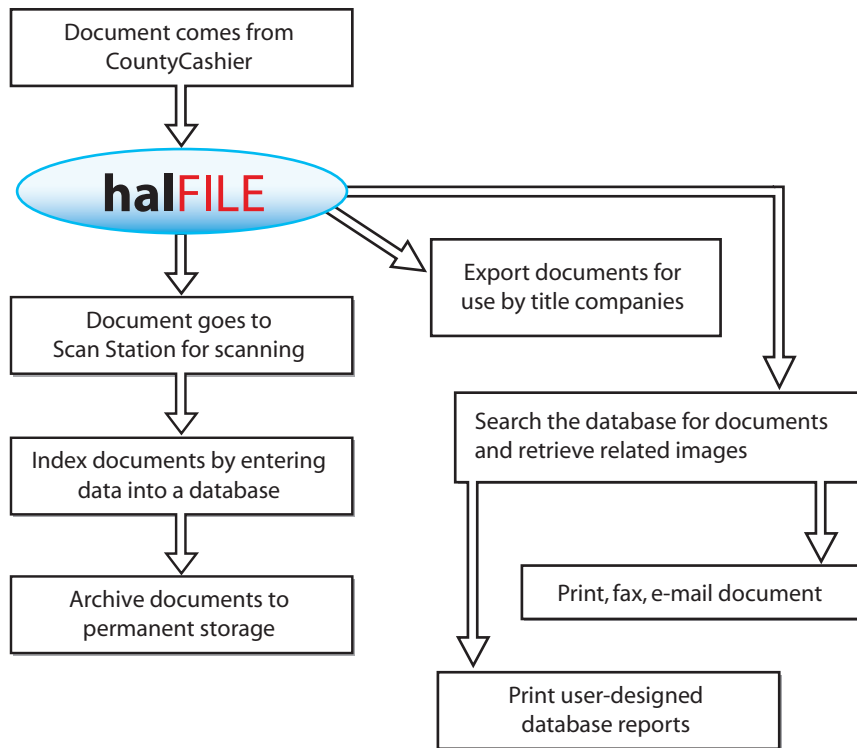 Document comes from
CountyCashier
halFILE
Export documents for
use by title companies
Document goes to
Scan Station for scanning
Search the database for documents
and retrieve related images
Index documents by entering
data into a database
Archive documents to
permanent storage
Print, fax, e-mail document
Print user-designed
database reports